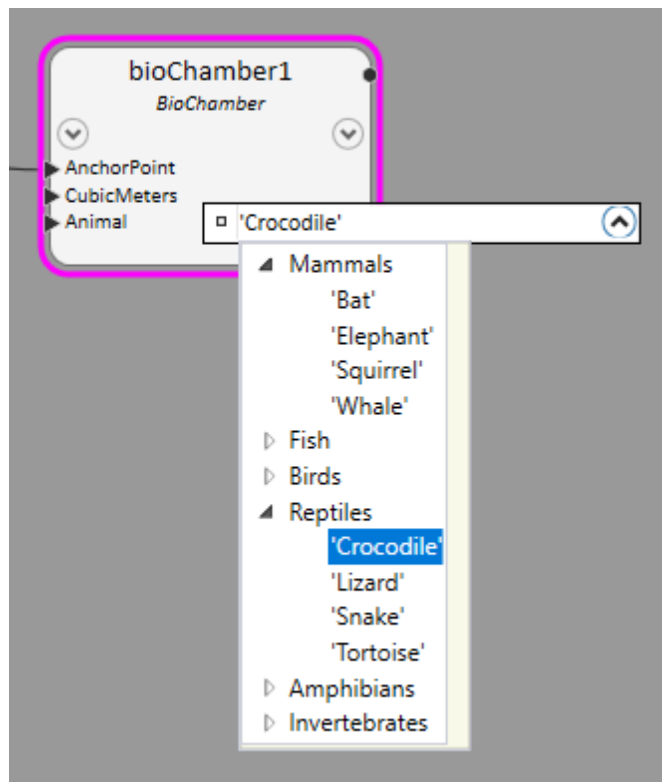 bioChamber1
BioChamber
AnchorPoint
CubicMeters
Animal
'Crocodile'
Mammals
'Bat'
'Elephant'
'Squirrel'
'Whale'
Fish
Birds
Reptiles
'Crocodile'
'Lizard'
'Snake'
'Tortoise'
Amphibians
Invertebrates